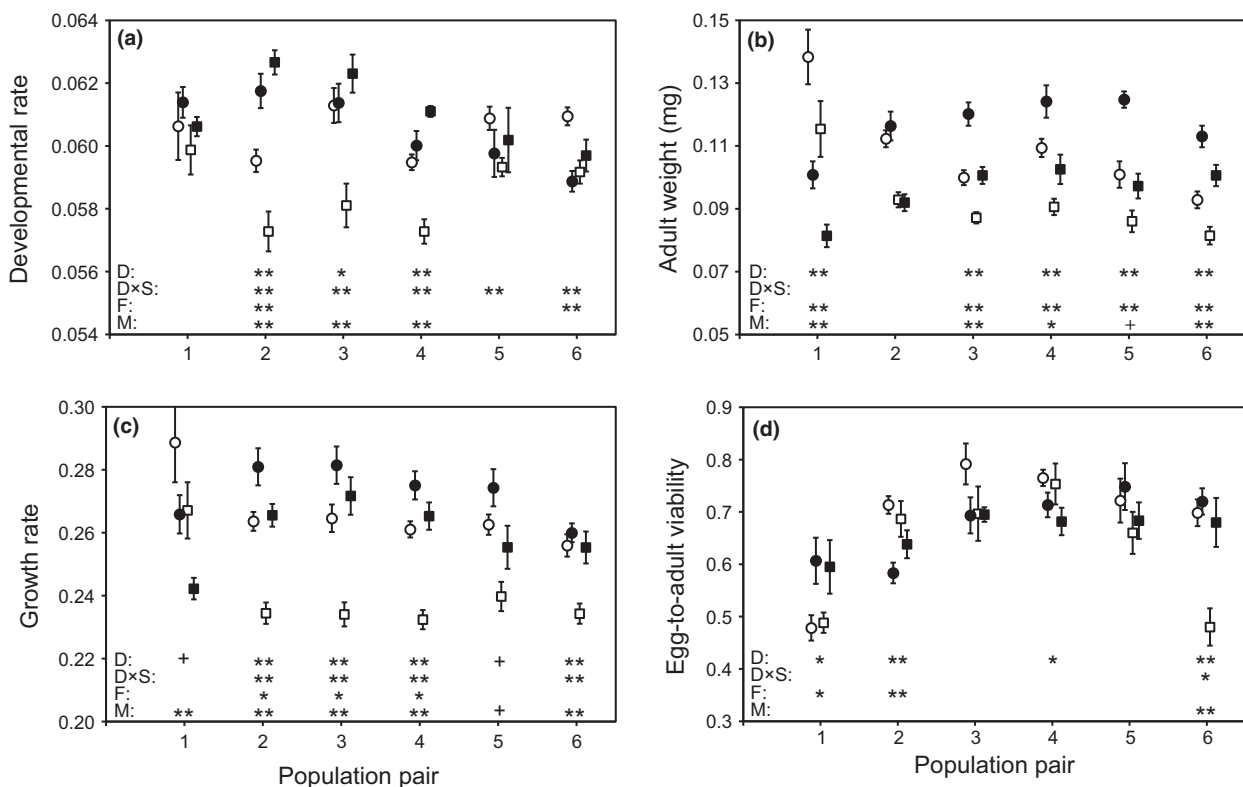 (a)
Developmental rate
0.064
0.062
0.060
0.058
0.056
0.054
D: ** * **
D×S: ** ** ** ** **
F: ** **
M: ** ** **
1 2 3 4 5 6
(b)
Adult weight (mg)
0.15
0.13
0.11
0.09
0.07
0.05
D: ** ** ** ** **
D×S:
F: ** ** ** ** **
M: ** ** * + **
1 2 3 4 5 6
(c)
Growth rate
0.30
0.28
0.26
0.24
0.22
0.20
D: + ** ** ** + **
D×S: ** ** ** **
F: * * *
M: ** ** ** ** + **
1 2 3 4 5 6
Population pair
(d)
Egg-to-adult viability
0.9
0.8
0.7
0.6
0.5
0.4
0.3
D: * ** * **
D×S: *
F: * **
M: **
1 2 3 4 5 6
Population pair